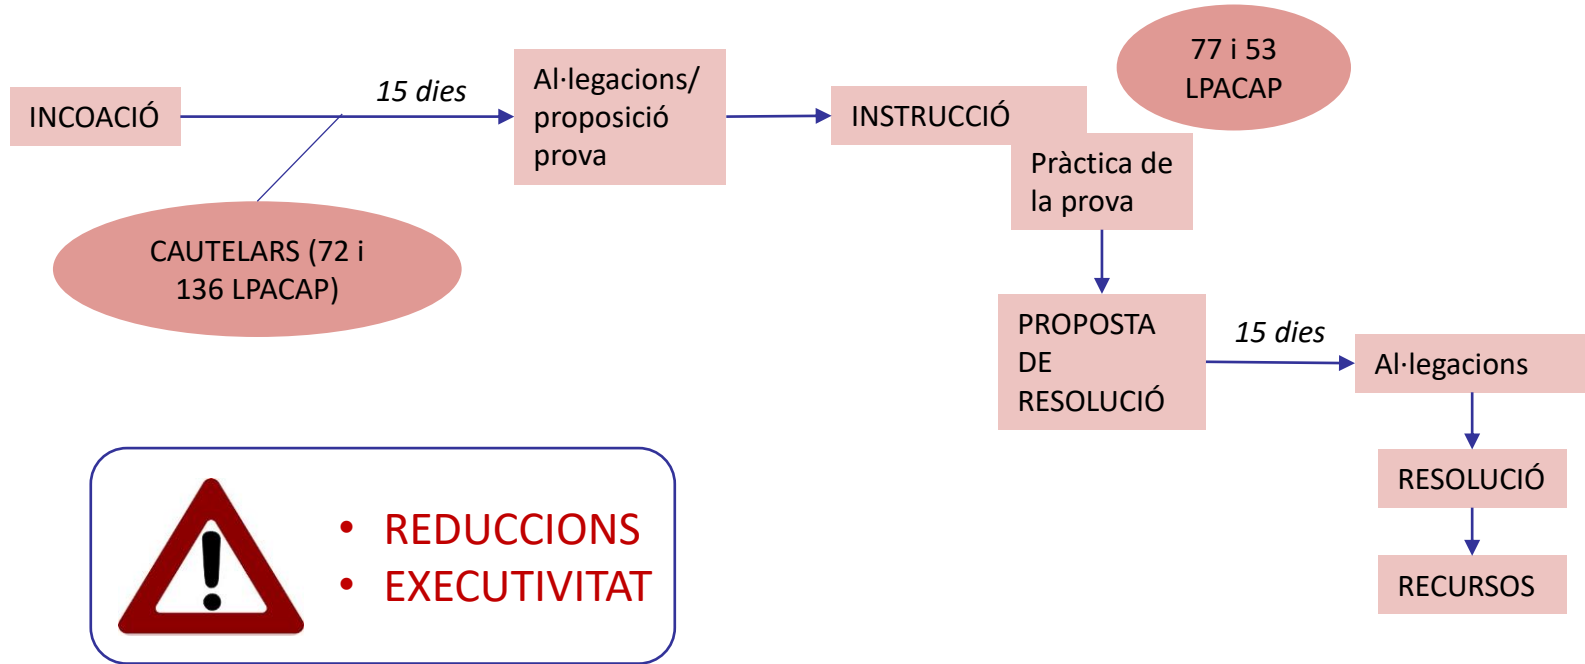 INCOACIÓ
15 dies
Al·legacions/
proposició
prova
INSTRUCCIÓ
77 i 53
LPACAP
Pràctica de
la prova
CAUTELARS (72 i
136 LPACAP)
PROPOSTA
DE
RESOLUCIÓ
15 dies
Al·legacions
RESOLUCIÓ
RECURSOS
• REDUCCIONS
• EXECUTIVITAT